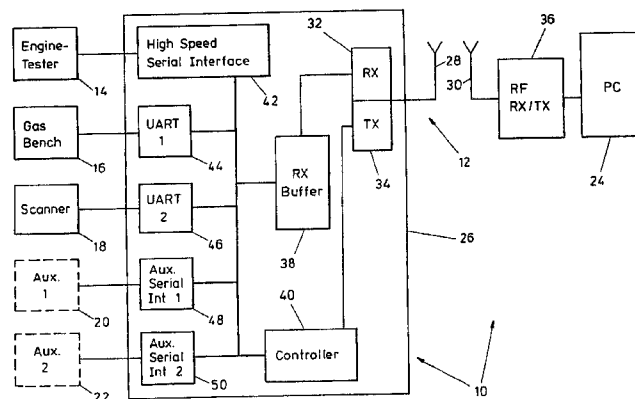 Engine-
Tester
14
High Speed
Serial Interface
42
32
RX
TX
34
28
30
36
RF
RX/TX
PC
24
12
Gas
Bench
16
UART
1
44
RX
Buffer
38
26
Scanner
18
UART
2
46
Aux.
1
20
Aux.
Serial
Int 1
48
40
Controller
Aux.
2
22
Aux.
Serial
Int 2
50
10